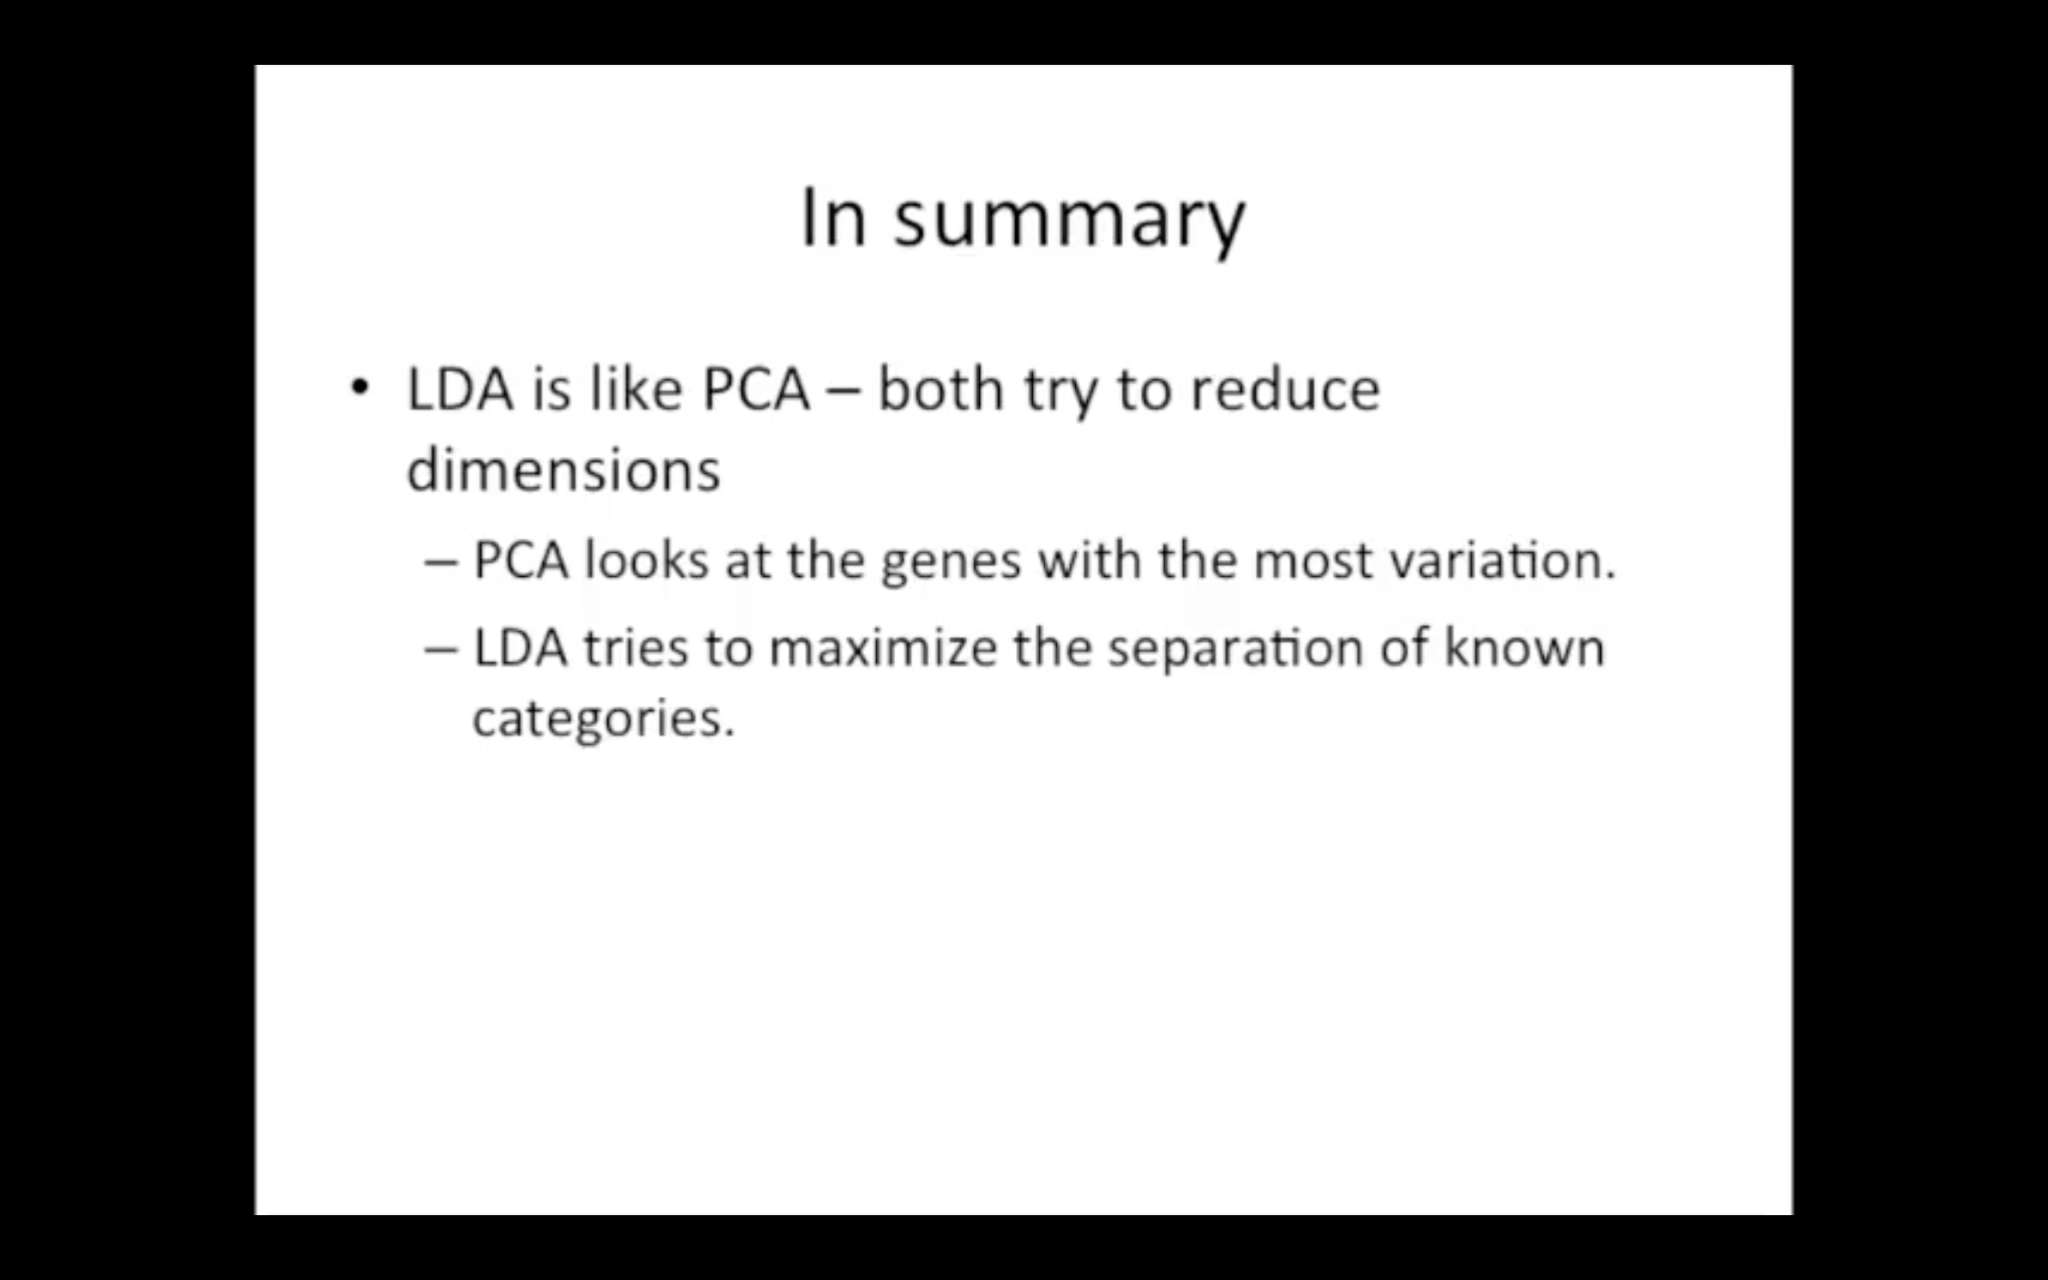 In summary
• LDA is like PCA – both try to reduce
dimensions
– PCA looks at the genes with the most variation.
– LDA tries to maximize the separation of known
categories.